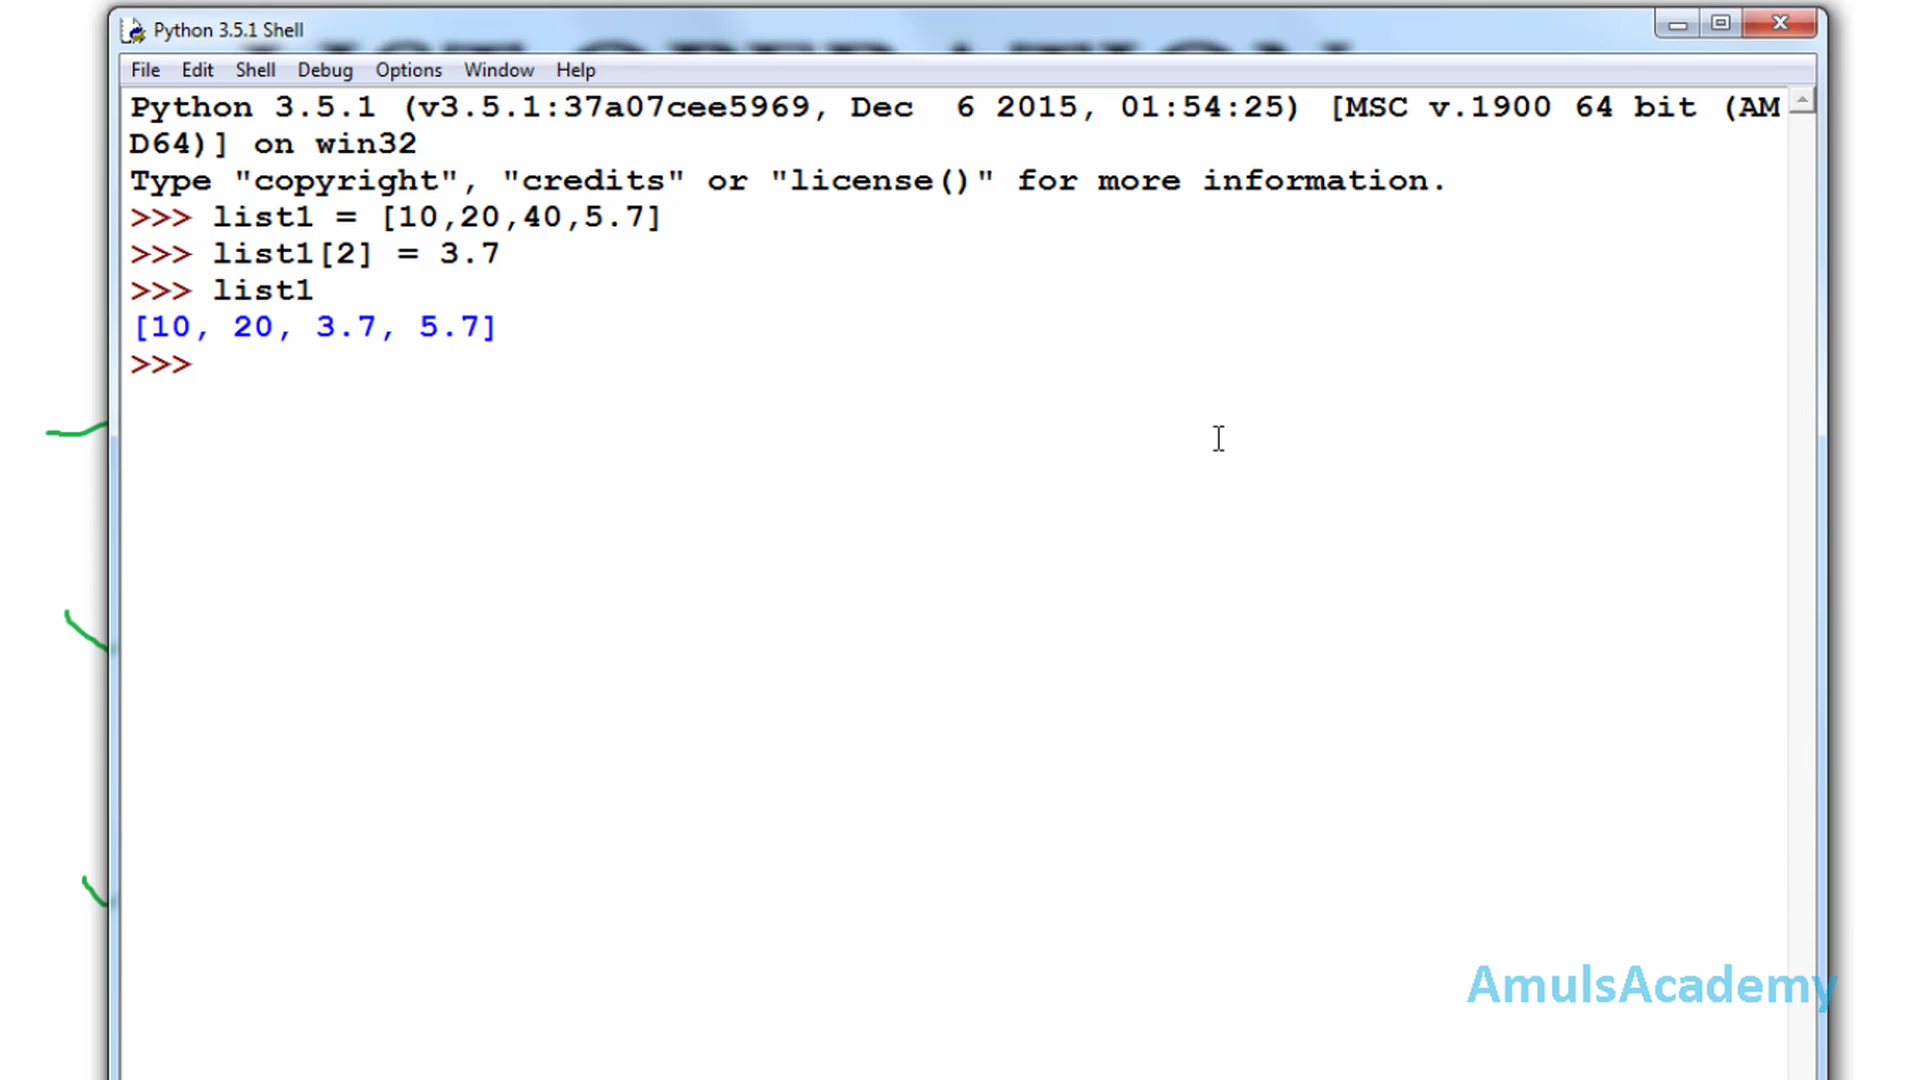 Python 3.5.1 Shell
File Edit Shell Debug Options Window Help
Python 3.5.1 (v3.5.1:37a07cee5969, Dec  6 2015, 01:54:25) [MSC v.1900 64 bit (AM
D64)] on win32
Type "copyright", "credits" or "license()" for more information.
>>> list1 = [10,20,40,5.7]
>>> list1[2] = 3.7
>>> list1
[10, 20, 3.7, 5.7]
>>>
AmulsAcademy